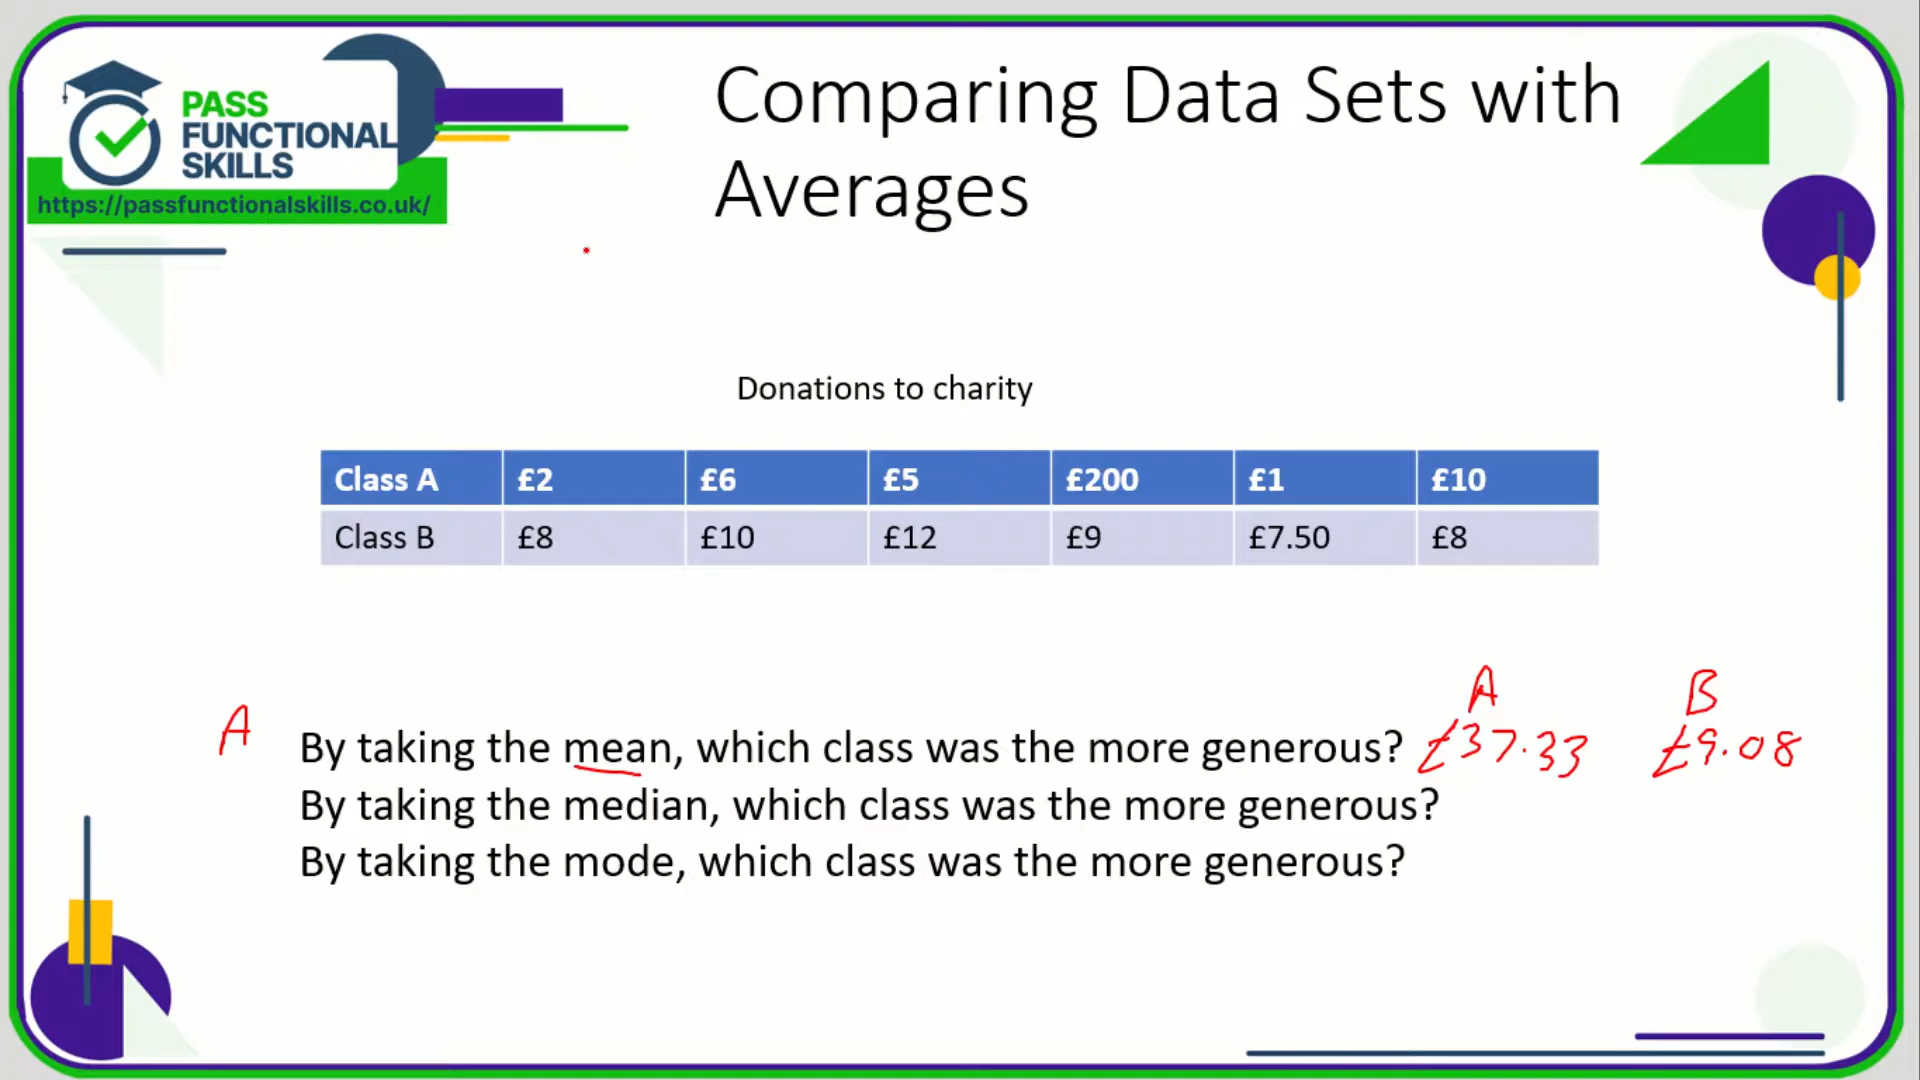 PASS
FUNCTIONAL
SKILLS
https://passfunctionalskills.co.uk/
Comparing Data Sets with
Averages
Donations to charity
Class A £2 £6 £5 £200 £1 £10
Class B £8 £10 £12 £9 £7.50 £8
A B
A By taking the mean, which class was the more generous? £37.33 £9.08
By taking the median, which class was the more generous?
By taking the mode, which class was the more generous?